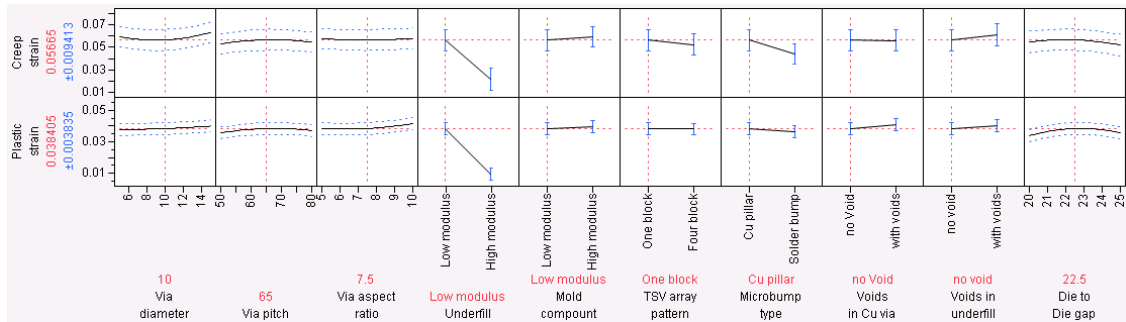 Creep
strain
0.05665
±0.009413
0.07
0.05
0.03
0.01
Plastic
strain
0.038405
±0.003835
0.05
0.03
0.01
6 8 10 12 14
50 60 70 80
5 6 7 8 9 10
Low modulus High modulus
Low modulus High modulus
One block Four block
Cu pillar Solder bump
no Void with voids
no void with voids
20 21 22 23 24 25
10
Via
diameter
65
Via pitch
7.5
Via aspect
ratio
Low modulus
Underfill
Low modulus
Mold
compount
One block
TSV array
pattern
Cu pillar
Microbump
type
no Void
Voids
in Cu via
no void
Voids in
underfill
22.5
Die to
Die gap